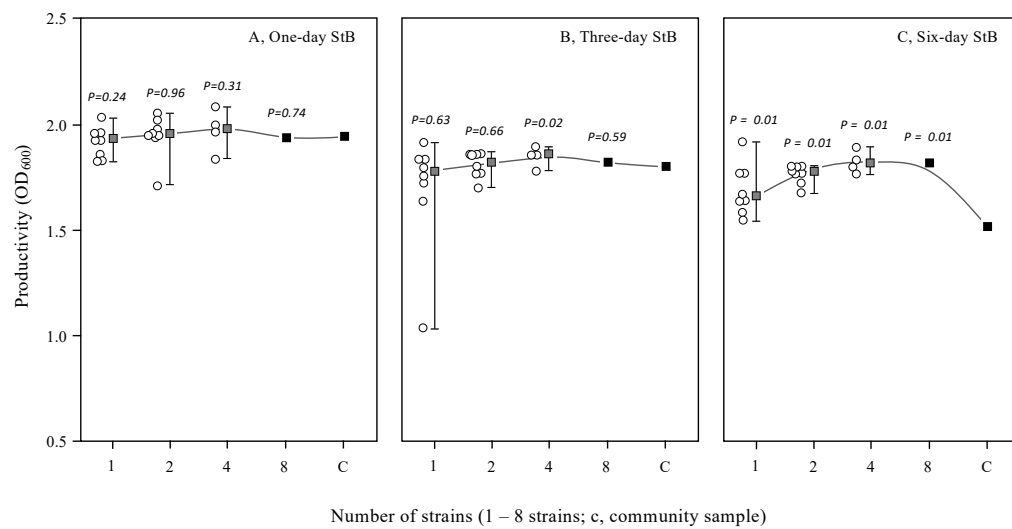 2.5
2.0
1.5
1.0
0.5
Productivity (OD600)
A, One-day StB
P=0.24
P=0.96
P=0.31
P=0.74
1 2 4 8 C
B, Three-day StB
P=0.63
P=0.66
P=0.02
P=0.59
1 2 4 8 C
C, Six-day StB
P = 0.01
P = 0.01
P = 0.01
P = 0.01
1 2 4 8 C
Number of strains (1 – 8 strains; c, community sample)